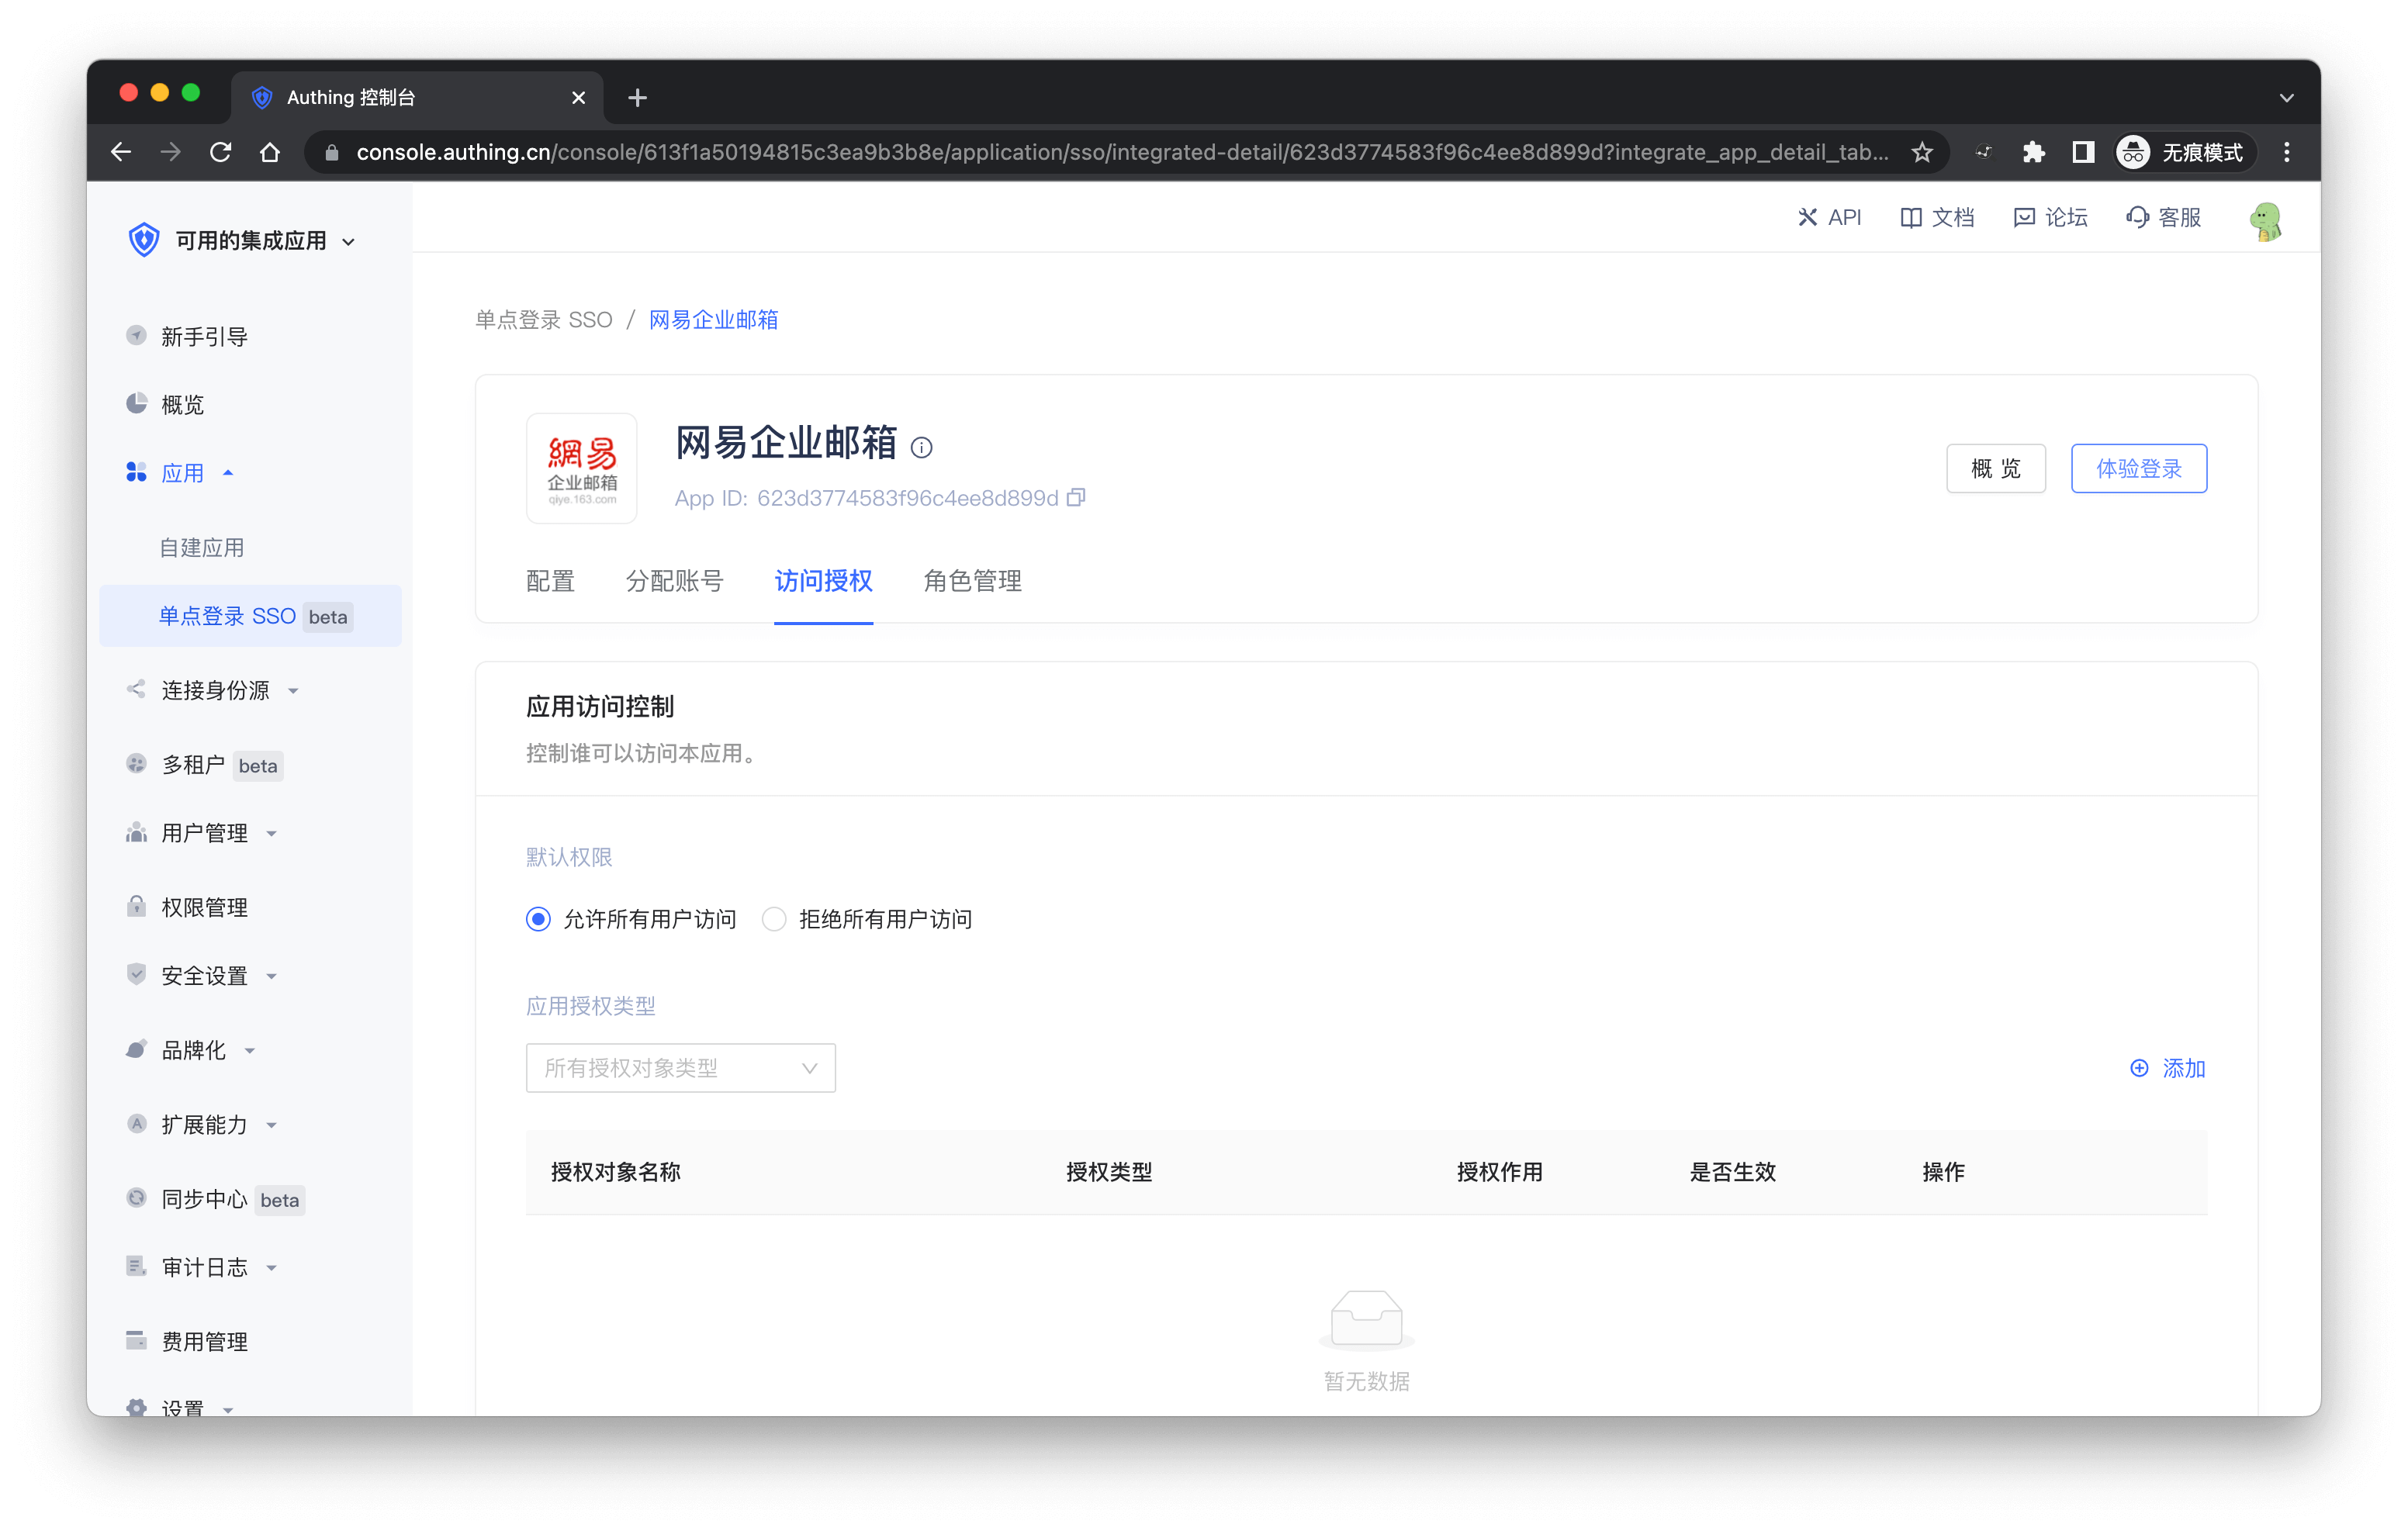 Authing 控制台
console.authing.cn/console/613f1a50194815c3ea9b3b8e/application/sso/integrated-detail/623d3774583f96c4ee8d899d?integrate_app_detail_tab...
无痕模式
可用的集成应用
API
文档
论坛
客服
新手引导
概览
应用
自建应用
单点登录 SSO beta
连接身份源
多租户 beta
用户管理
权限管理
安全设置
品牌化
扩展能力
同步中心 beta
审计日志
费用管理
设置
单点登录 SSO / 网易企业邮箱
網易
企业邮箱
qiye.163.com
网易企业邮箱
App ID: 623d3774583f96c4ee8d899d
概 览
体验登录
配置
分配账号
访问授权
角色管理
应用访问控制
控制谁可以访问本应用。
默认权限
允许所有用户访问
拒绝所有用户访问
应用授权类型
所有授权对象类型
添加
授权对象名称
授权类型
授权作用
是否生效
操作
暂无数据